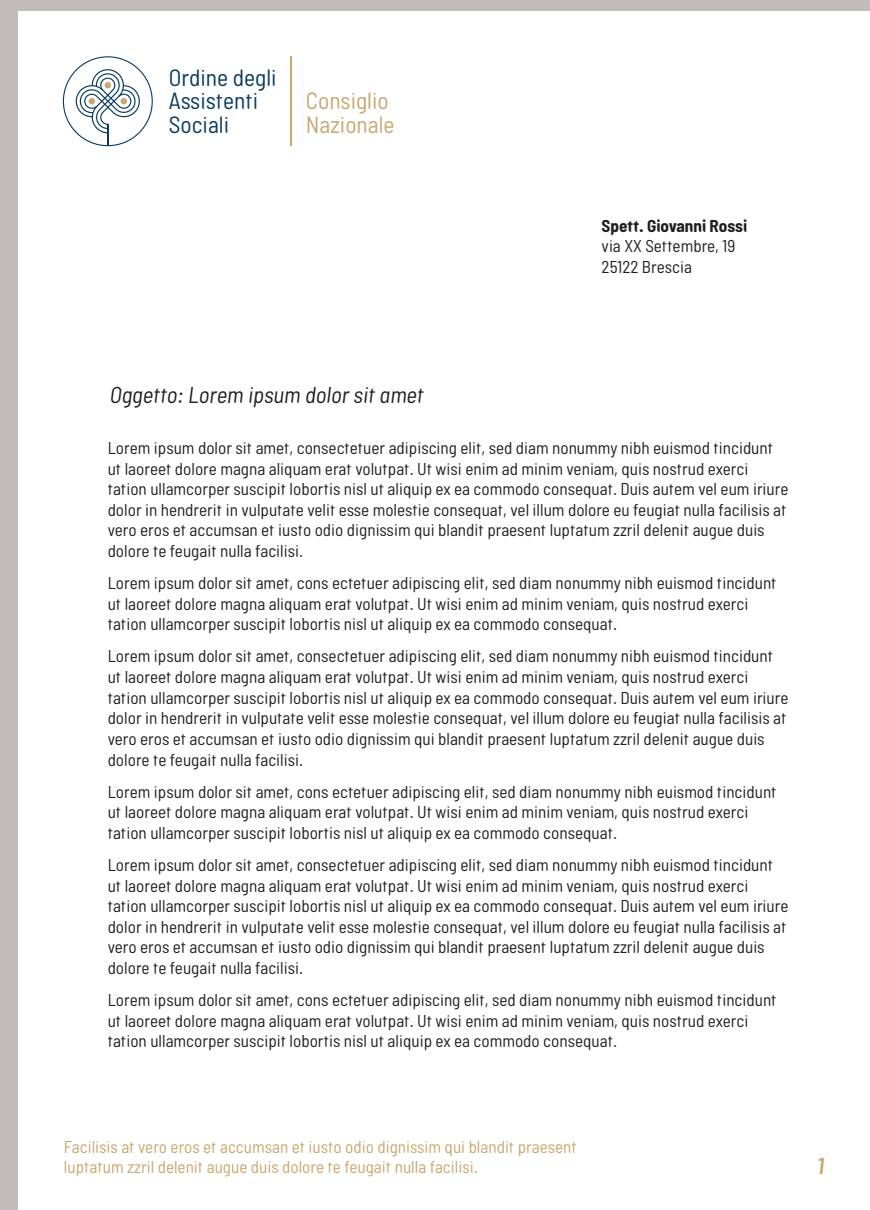 Ordine degli
Assistenti
Sociali
Consiglio
Nazionale
Spett. Giovanni Rossi
via XX Settembre, 19
25122 Brescia
Oggetto: Lorem ipsum dolor sit amet
Lorem ipsum dolor sit amet, consectetuer adipiscing elit, sed diam nonummy nibh euismod tincidunt
ut laoreet dolore magna aliquam erat volutpat. Ut wisi enim ad minim veniam, quis nostrud exerci
tation ullamcorper suscipit lobortis nisl ut aliquip ex ea commodo consequat. Duis autem vel eum iriure
dolor in hendrerit in vulputate velit esse molestie consequat, vel illum dolore eu feugiat nulla facilisis at
vero eros et accumsan et iusto odio dignissim qui blandit praesent luptatum zzril delenit augue duis
dolore te feugait nulla facilisi.
Lorem ipsum dolor sit amet, cons ectetuer adipiscing elit, sed diam nonummy nibh euismod tincidunt
ut laoreet dolore magna aliquam erat volutpat. Ut wisi enim ad minim veniam, quis nostrud exerci
tation ullamcorper suscipit lobortis nisl ut aliquip ex ea commodo consequat.
Lorem ipsum dolor sit amet, consectetuer adipiscing elit, sed diam nonummy nibh euismod tincidunt
ut laoreet dolore magna aliquam erat volutpat. Ut wisi enim ad minim veniam, quis nostrud exerci
tation ullamcorper suscipit lobortis nisl ut aliquip ex ea commodo consequat. Duis autem vel eum iriure
dolor in hendrerit in vulputate velit esse molestie consequat, vel illum dolore eu feugiat nulla facilisis at
vero eros et accumsan et iusto odio dignissim qui blandit praesent luptatum zzril delenit augue duis
dolore te feugait nulla facilisi.
Lorem ipsum dolor sit amet, cons ectetuer adipiscing elit, sed diam nonummy nibh euismod tincidunt
ut laoreet dolore magna aliquam erat volutpat. Ut wisi enim ad minim veniam, quis nostrud exerci
tation ullamcorper suscipit lobortis nisl ut aliquip ex ea commodo consequat.
Lorem ipsum dolor sit amet, consectetuer adipiscing elit, sed diam nonummy nibh euismod tincidunt
ut laoreet dolore magna aliquam erat volutpat. Ut wisi enim ad minim veniam, quis nostrud exerci
tation ullamcorper suscipit lobortis nisl ut aliquip ex ea commodo consequat. Duis autem vel eum iriure
dolor in hendrerit in vulputate velit esse molestie consequat, vel illum dolore eu feugiat nulla facilisis at
vero eros et accumsan et iusto odio dignissim qui blandit praesent luptatum zzril delenit augue duis
dolore te feugait nulla facilisi.
Lorem ipsum dolor sit amet, cons ectetuer adipiscing elit, sed diam nonummy nibh euismod tincidunt
ut laoreet dolore magna aliquam erat volutpat. Ut wisi enim ad minim veniam, quis nostrud exerci
tation ullamcorper suscipit lobortis nisl ut aliquip ex ea commodo consequat.
Facilisis at vero eros et accumsan et iusto odio dignissim qui blandit praesent
luptatum zzril delenit augue duis dolore te feugait nulla facilisi.
1